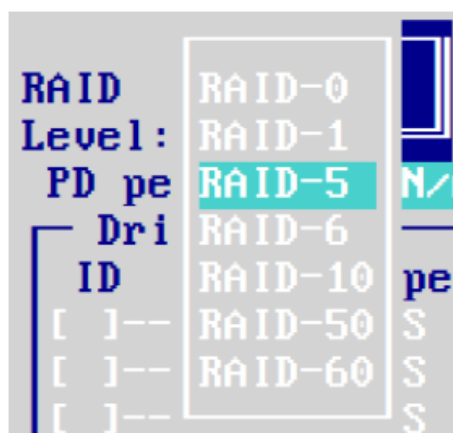 RAID RAID-0
Level: RAID-1
PD pe RAID-5 N/
Dri RAID-6
ID RAID-10 pe
[ ]-- RAID-50 S
[ ]-- RAID-60 S
[ ]-- S